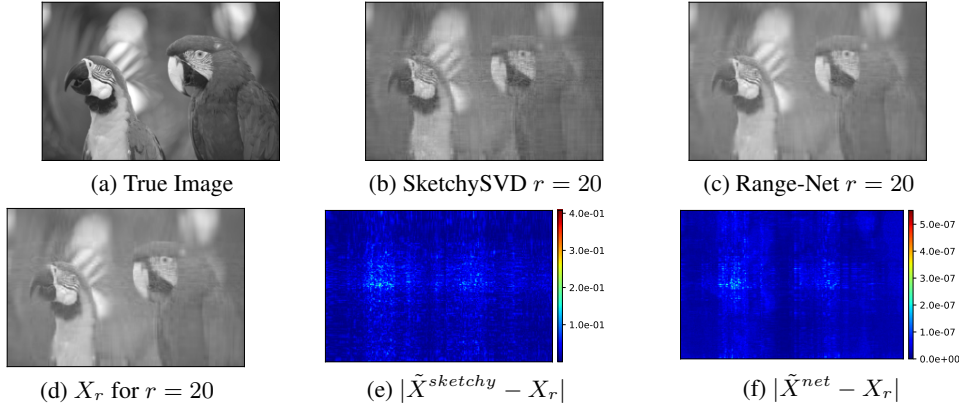 (a) True Image
(b) SketchySVD r = 20
(c) Range-Net r = 20
4.0e-01
3.0e-01
2.0e-01
1.0e-01
5.0e-07
4.0e-07
3.0e-07
2.0e-07
1.0e-07
0.0e+00
(d) X_r for r = 20
(e) |X̃^{sketchy} − X_r|
(f) |X̃^{net} − X_r|